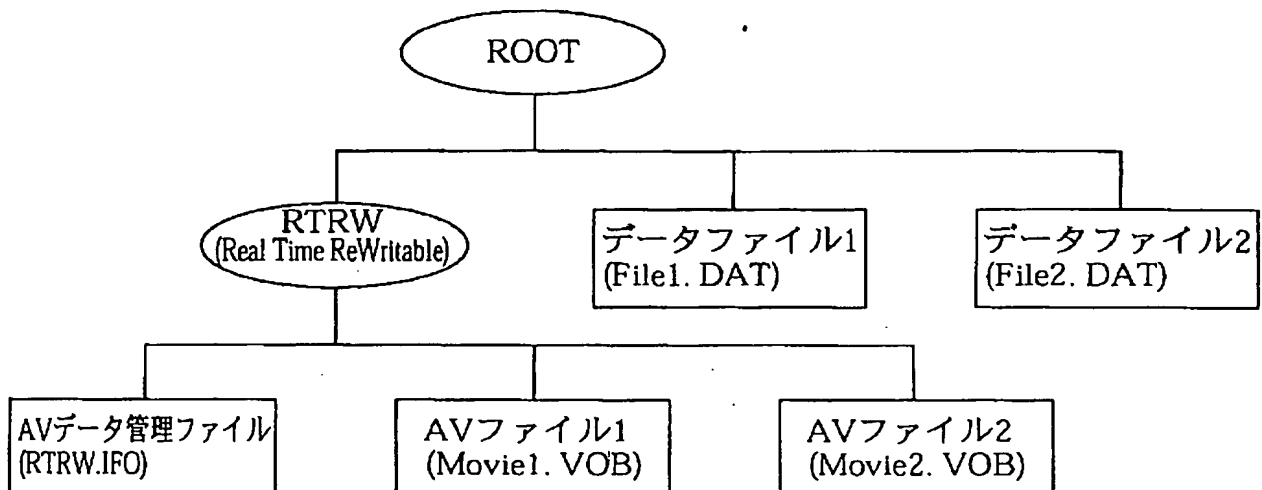 ROOT
RTRW
(Real Time ReWritable)
データファイル1
(File1. DAT)
データファイル2
(File2. DAT)
AVデータ管理ファイル
(RTRW.IFO)
AVファイル1
(Movie1. VOB)
AVファイル2
(Movie2. VOB)